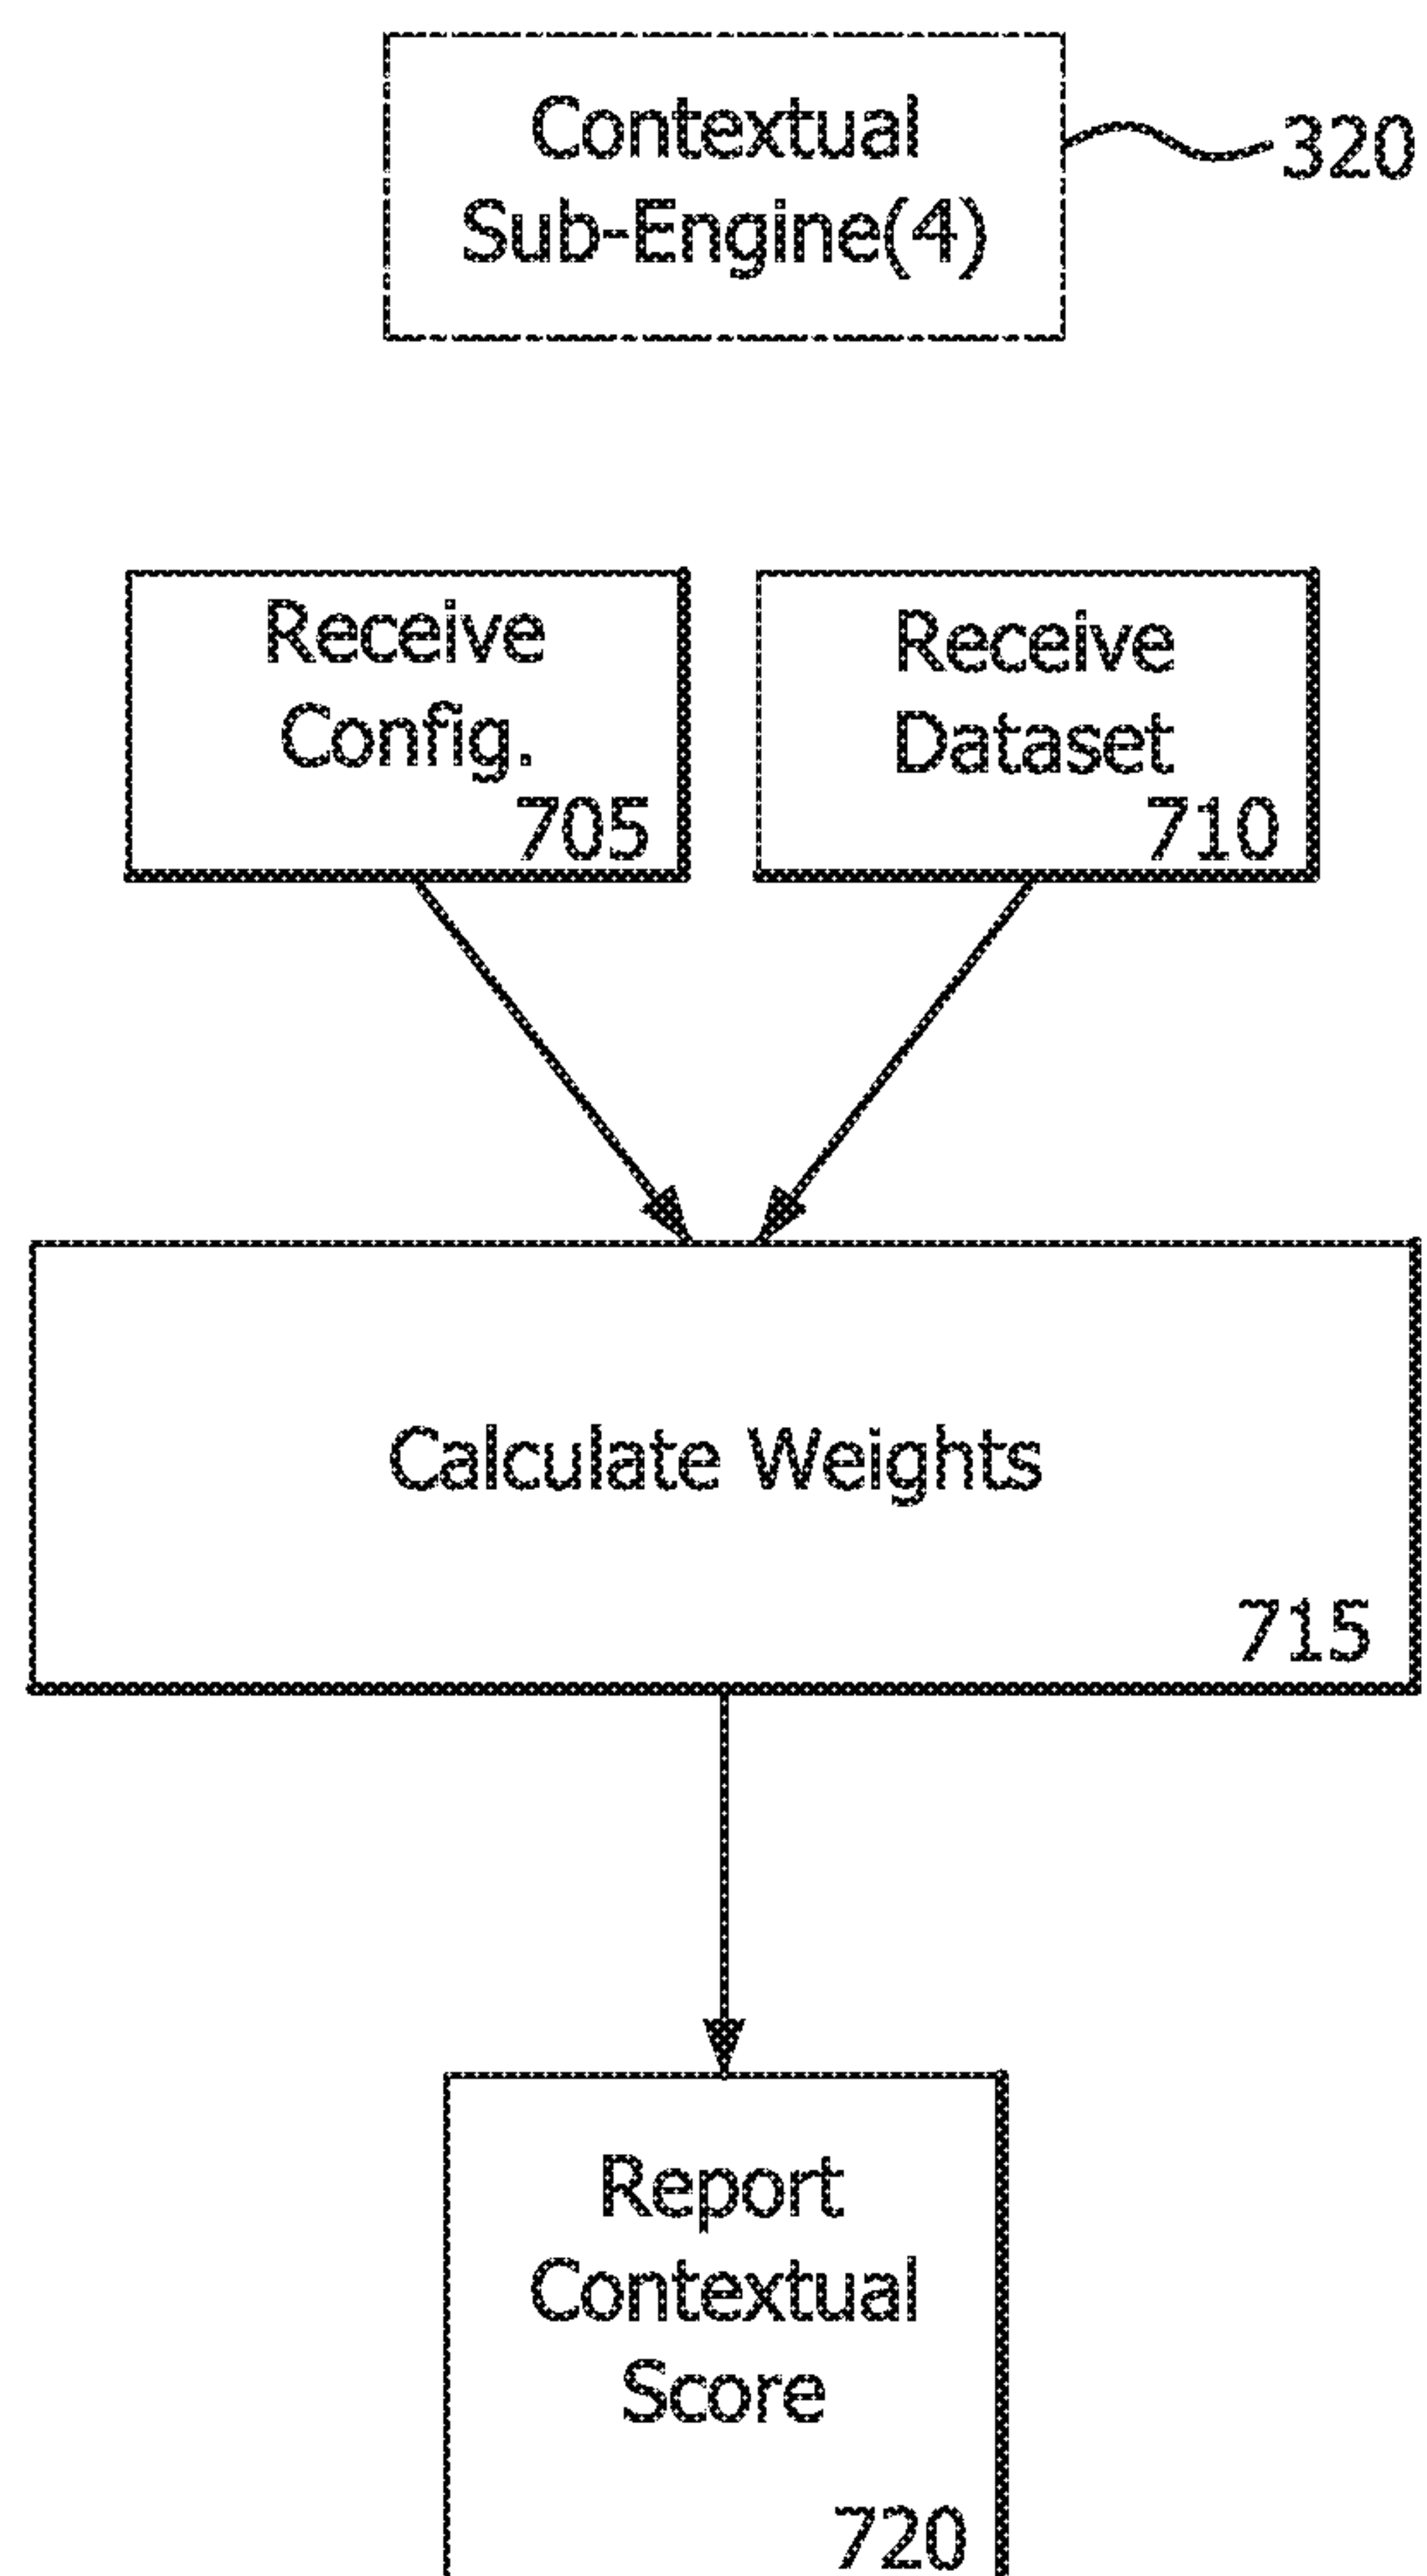 Contextual
Sub-Engine(4)
320
Receive
Config.
705
Receive
Dataset
710
Calculate Weights
715
Report
Contextual
Score
720